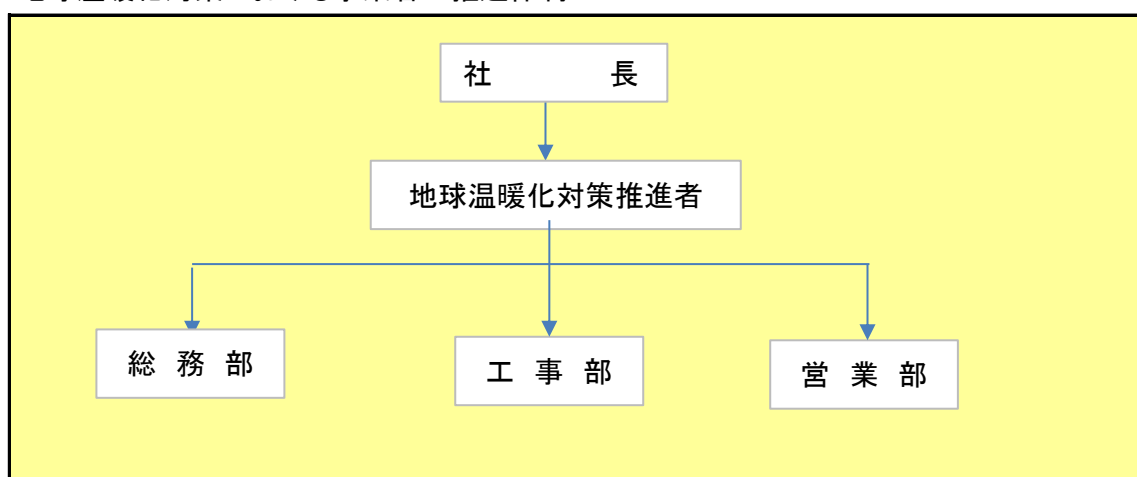 社 長
地球温暖化対策推進者
総 務 部
工 事 部
営 業 部